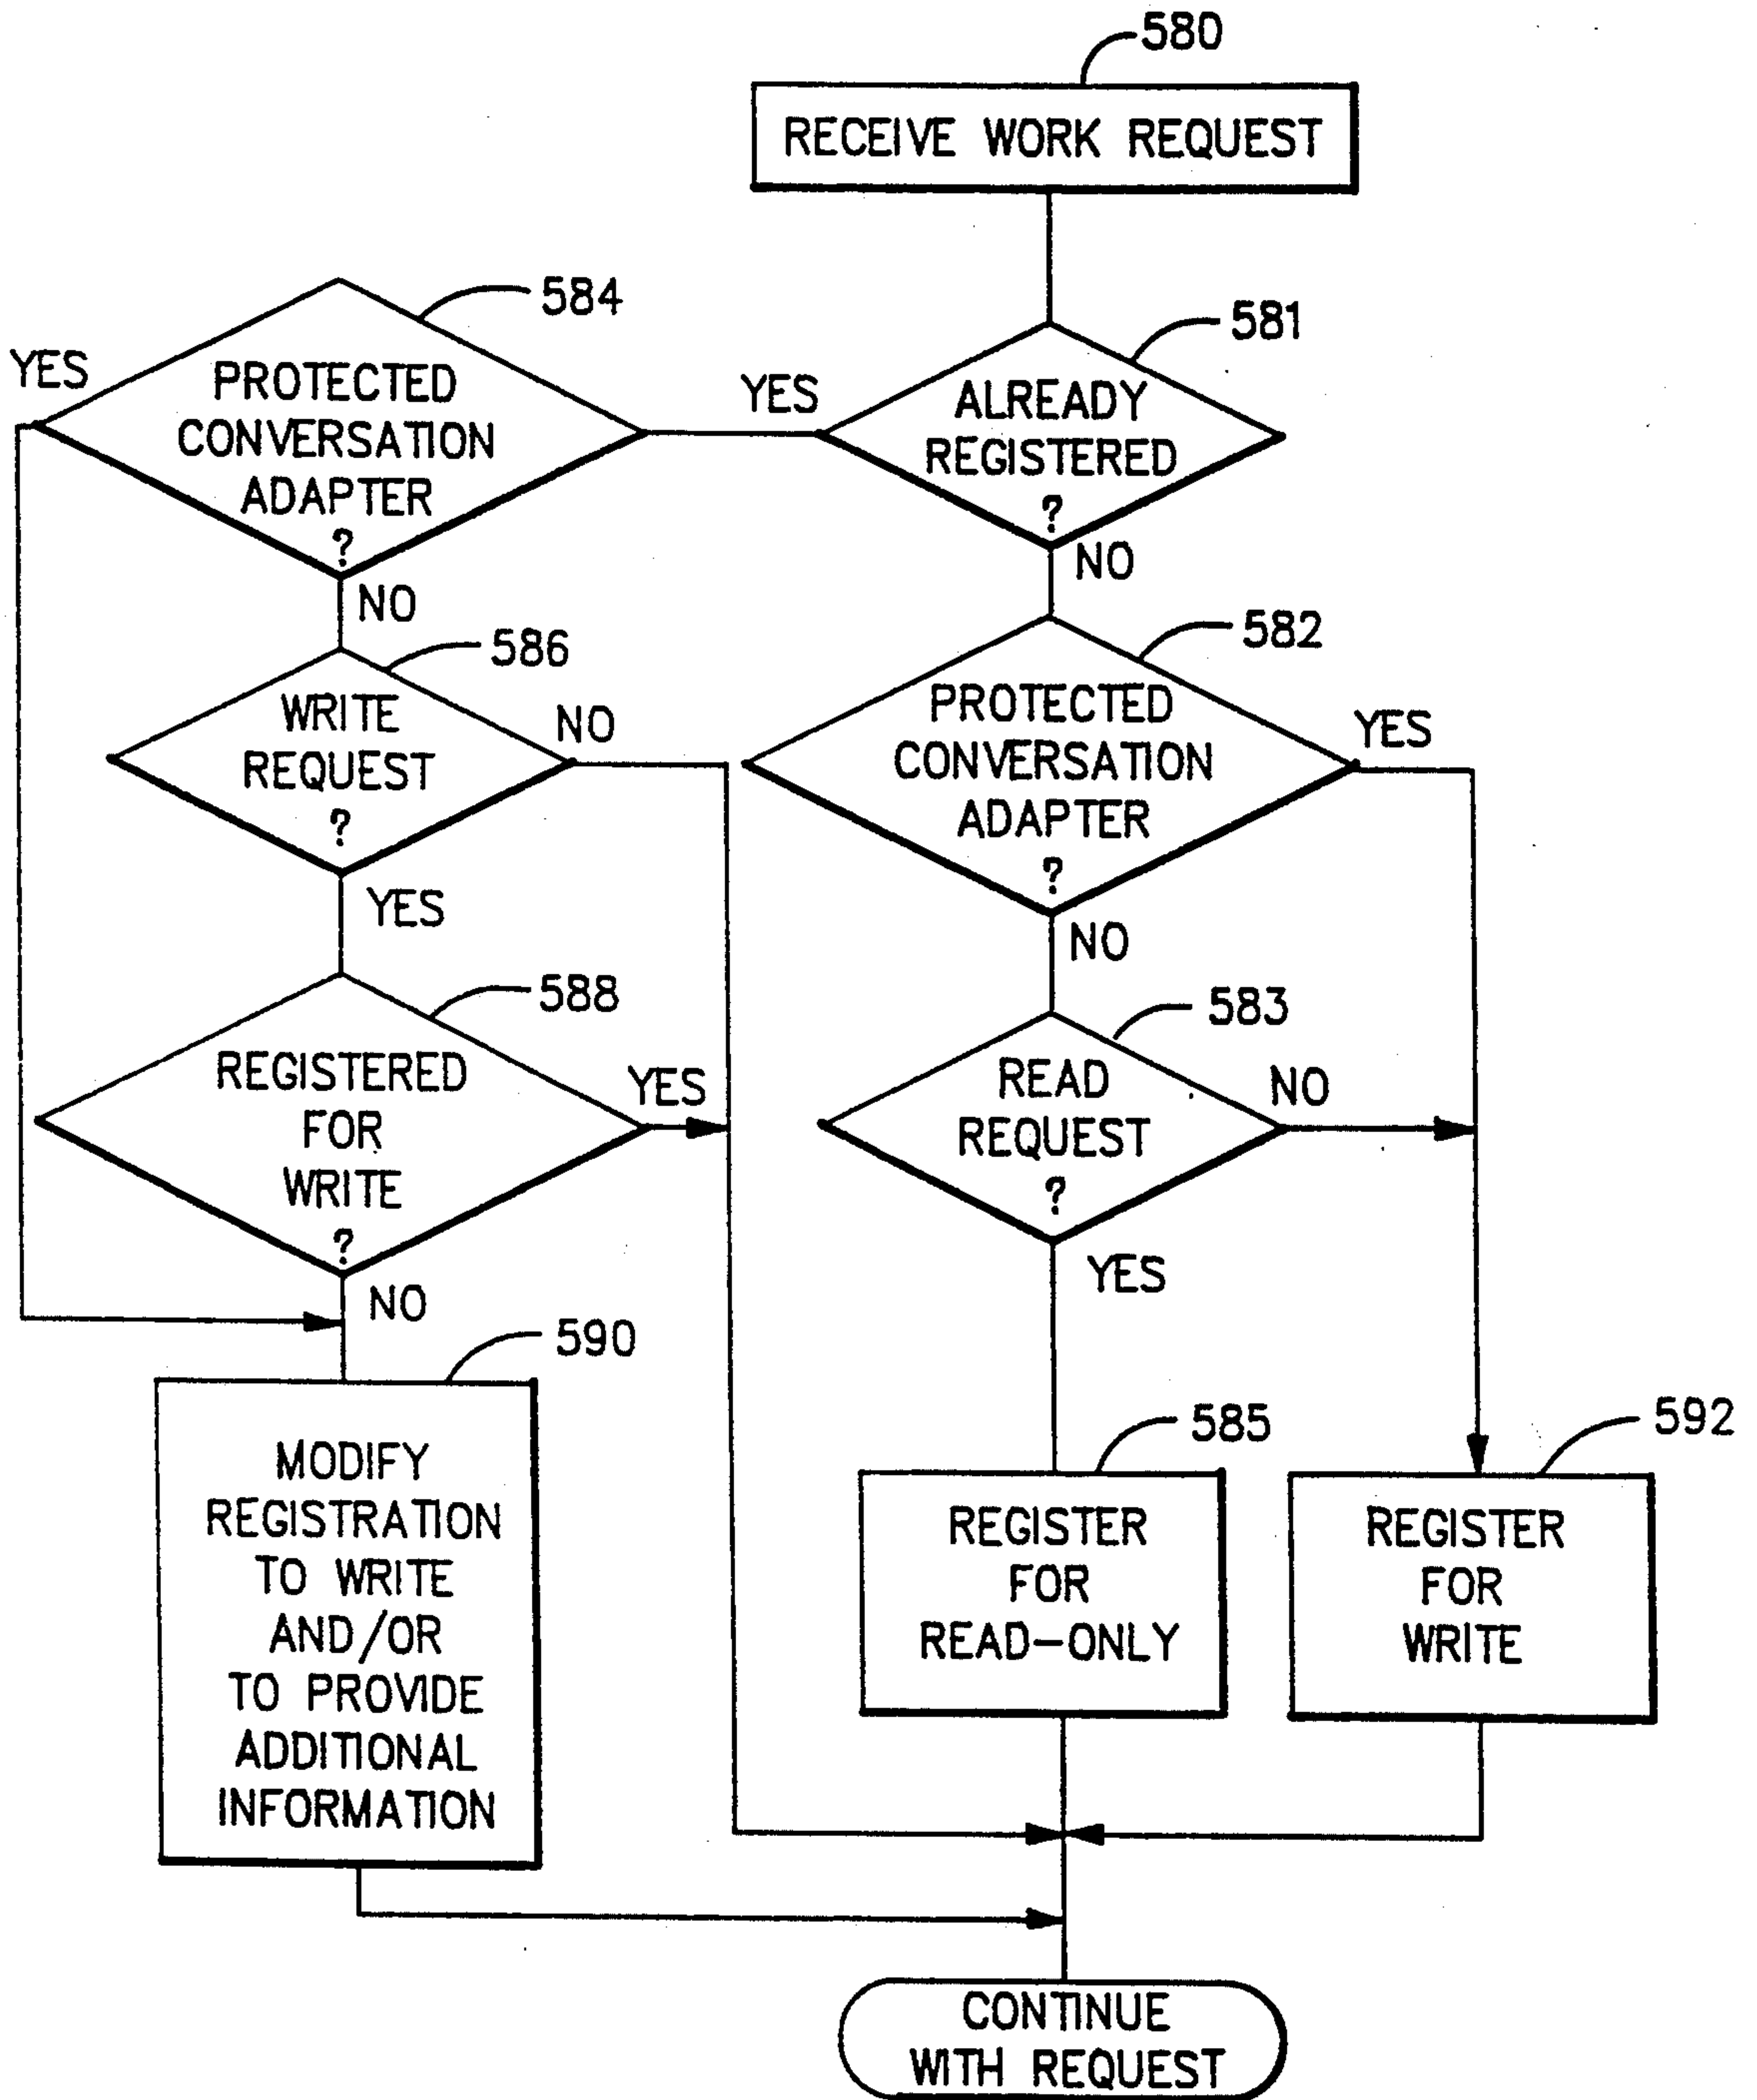 580
RECEIVE WORK REQUEST
584
581
YES
PROTECTED
CONVERSATION
ADAPTER
?
YES
ALREADY
REGISTERED
?
NO
NO
586
582
WRITE
REQUEST
?
NO
PROTECTED
CONVERSATION
ADAPTER
?
YES
YES
NO
588
583
REGISTERED
FOR
WRITE
?
YES
READ
REQUEST
?
NO
NO
YES
590
585
592
MODIFY
REGISTRATION
TO WRITE
AND/OR
TO PROVIDE
ADDITIONAL
INFORMATION
REGISTER
FOR
READ-ONLY
REGISTER
FOR
WRITE
CONTINUE
WITH REQUEST